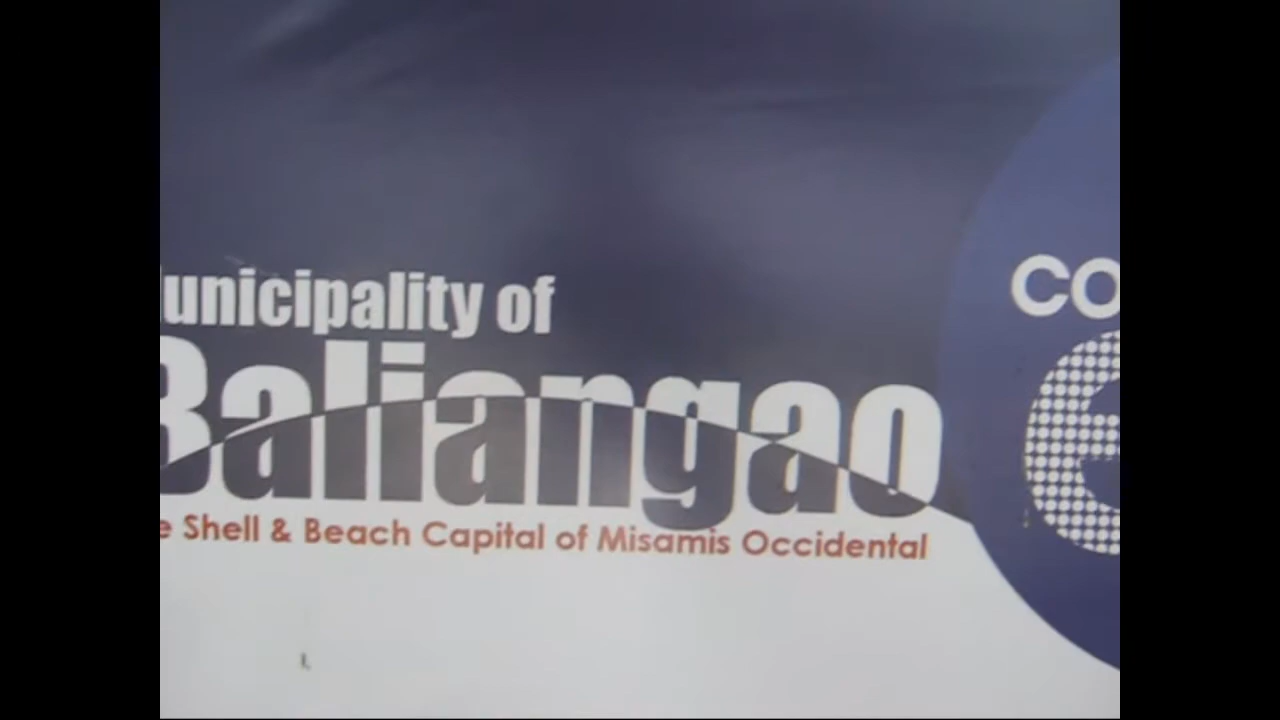 unicipality of
Baliangao
e Shell & Beach Capital of Misamis Occidental
CO
e